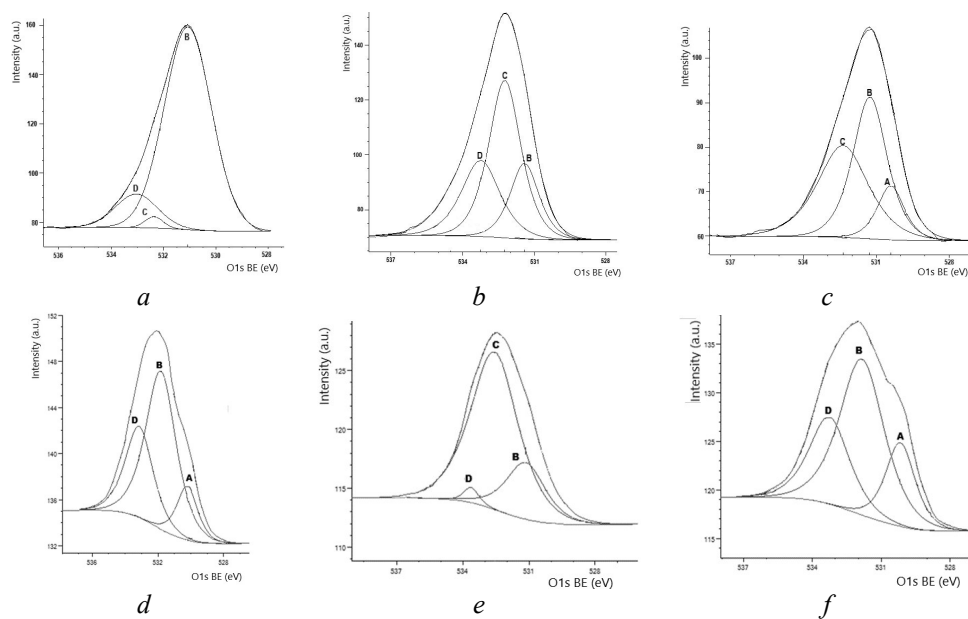 Intensity (a.u.)
160
140
120
100
80
B
D
C
536
534
532
530
528
O1s BE (eV)
a
Intensity (a.u.)
140
120
100
80
C
D
B
537
534
531
528
O1s BE (eV)
b
Intensity (a.u.)
100
90
80
70
60
B
C
A
537
534
531
528
O1s BE (eV)
c
Intensity (a.u.)
152
148
144
140
136
132
B
D
A
536
532
528
O1s BE (eV)
d
Intensity (a.u.)
125
120
115
110
C
B
D
537
534
531
528
O1s BE (eV)
e
Intensity (a.u.)
135
130
125
119
115
B
D
A
537
534
531
528
O1s BE (eV)
f